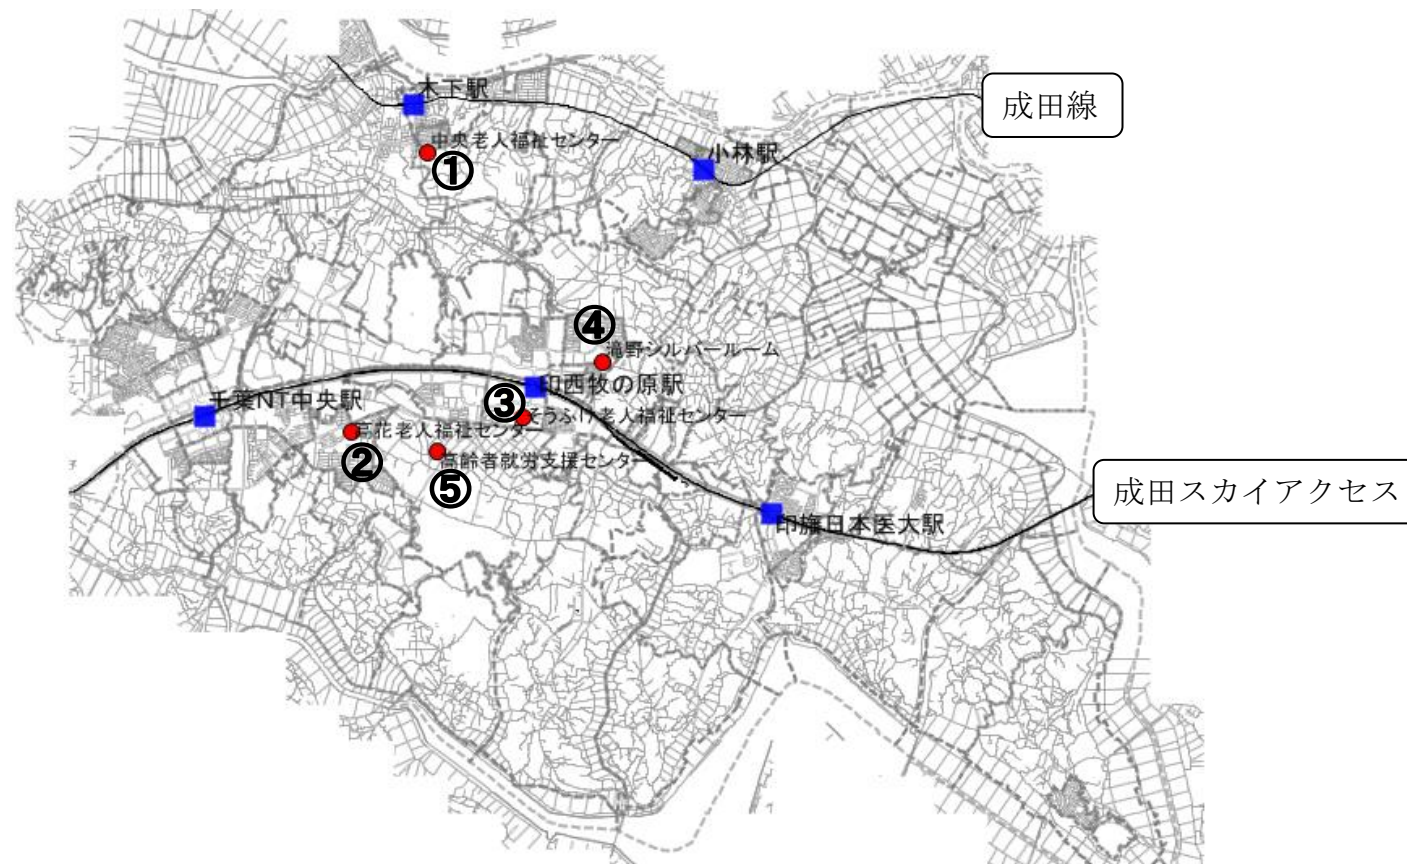 木下駅
成田線
中央老人福祉センター
①
小林駅
④
滝野シルバールーム
印西牧の原駅
千葉NT中央駅
③
そうふけ老人福祉センター
高花老人福祉センター
②
高齢者就労支援センター
⑤
成田スカイアクセス
印旛日本医大駅